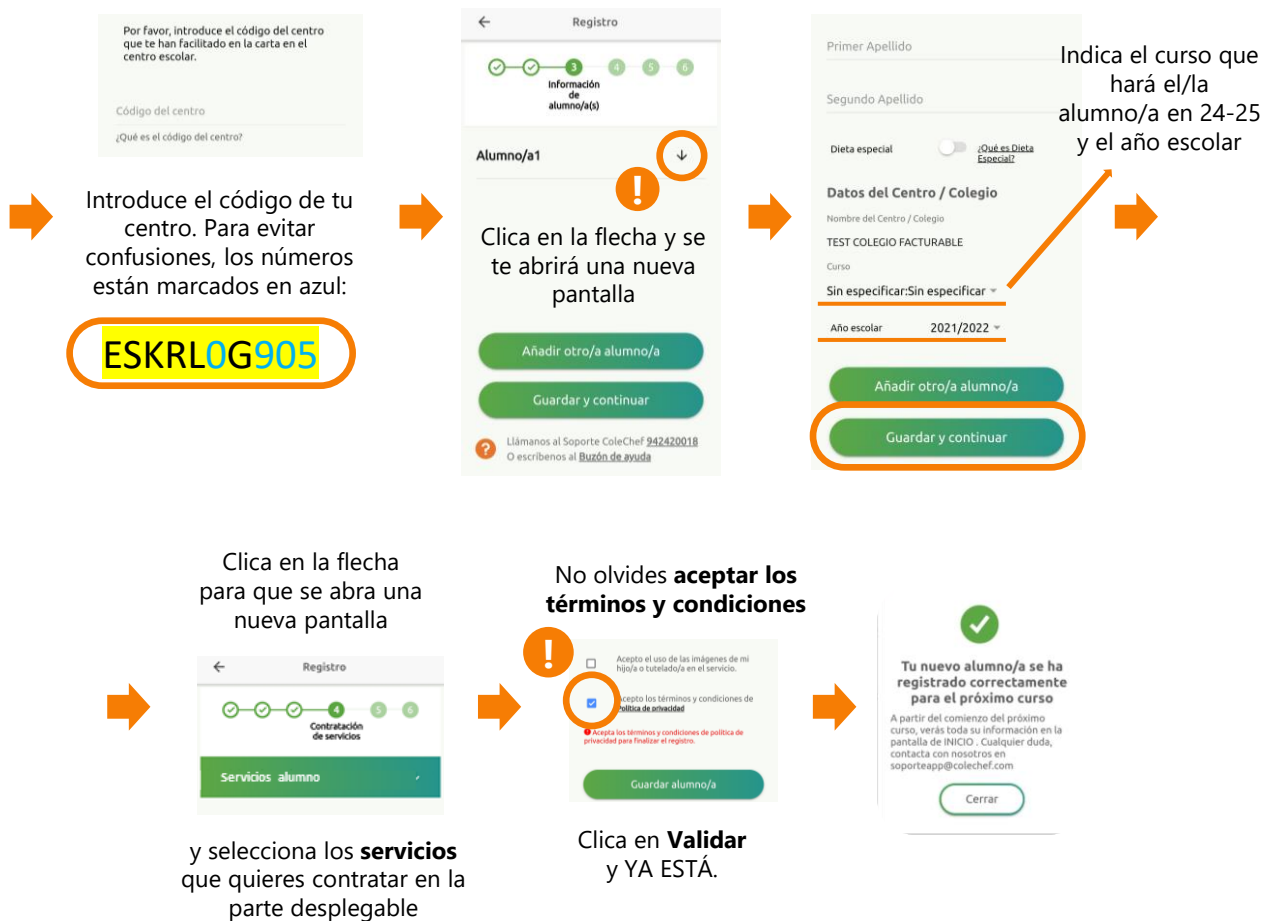 Por favor, introduce el código del centro
que te han facilitado en la carta en el
centro escolar.
Código del centro
¿Qué es el código del centro?
Introduce el código de tu
centro. Para evitar
confusiones, los números
están marcados en azul:
ESKRL0G905
Registro
3
4
5
6
Información
de
alumno/a(s)
Alumno/a1
!
Clica en la flecha y se
te abrirá una nueva
pantalla
Añadir otro/a alumno/a
Guardar y continuar
?
Llámanos al Soporte ColeChef 942420018
O escríbenos al Buzón de ayuda
Primer Apellido
Segundo Apellido
Dieta especial
¿Qué es Dieta
Especial?
Datos del Centro / Colegio
Nombre del Centro / Colegio
TEST COLEGIO FACTURABLE
Curso
Sin especificar:Sin especificar
Año escolar 2021/2022
Añadir otro/a alumno/a
Guardar y continuar
Indica el curso que
hará el/la
alumno/a en 24-25
y el año escolar
Clica en la flecha
para que se abra una
nueva pantalla
Registro
4
5
6
Contratación
de servicios
Servicios alumno
y selecciona los servicios
que quieres contratar en la
parte desplegable
No olvides aceptar los
términos y condiciones
!
Acepto el uso de las imágenes de mi
hijo/a o tutelado/a en el servicio.
Acepto los términos y condiciones de
Política de privacidad
Acepta los términos y condiciones de política de
privacidad para finalizar el registro.
Guardar alumno/a
Clica en Validar
y YA ESTÁ.
Tu nuevo alumno/a se ha
registrado correctamente
para el próximo curso
A partir del comienzo del próximo
curso, verás toda su información en la
pantalla de INICIO . Cualquier duda,
contacta con nosotros en
soporteapp@colechef.com
Cerrar